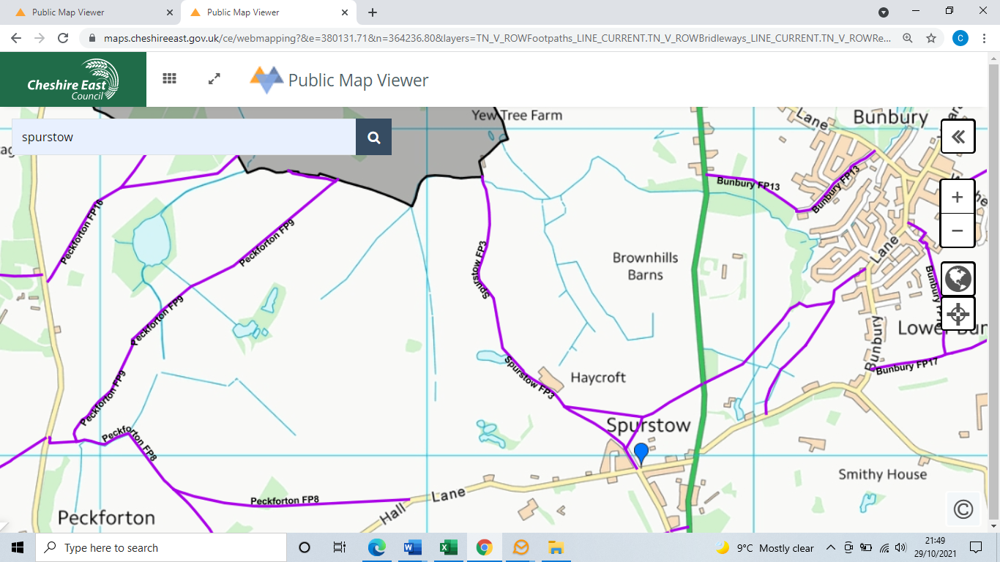 Public Map Viewer
Public Map Viewer
maps.cheshireeast.gov.uk/ce/webmapping?&e=380131.71&n=364236.80&layers=TN_V_ROWFootpaths_LINE_CURRENT.TN_V_ROWBridleways_LINE_CURRENT.TN_V_ROWRe...
C
Cheshire East
Council
Public Map Viewer
spurstow
Yew Tree Farm
Lane
Bunbury
Bunbury FP13
Bunbury FP13
Peckforton FP16
Peckforton FP9
Spurstow FP3
Brownhills
Barns
Lane
Peckforton FP9
Bunbury
Lower
Bunbury FP17
Spurstow FP3
Haycroft
Peckforton FP9
Spurstow
Peckfo
FP8
Smithy House
Peckforton FP8
Hall Lane
Peckforton
©
Type here to search
9°C Mostly clear
21:49
29/10/2021